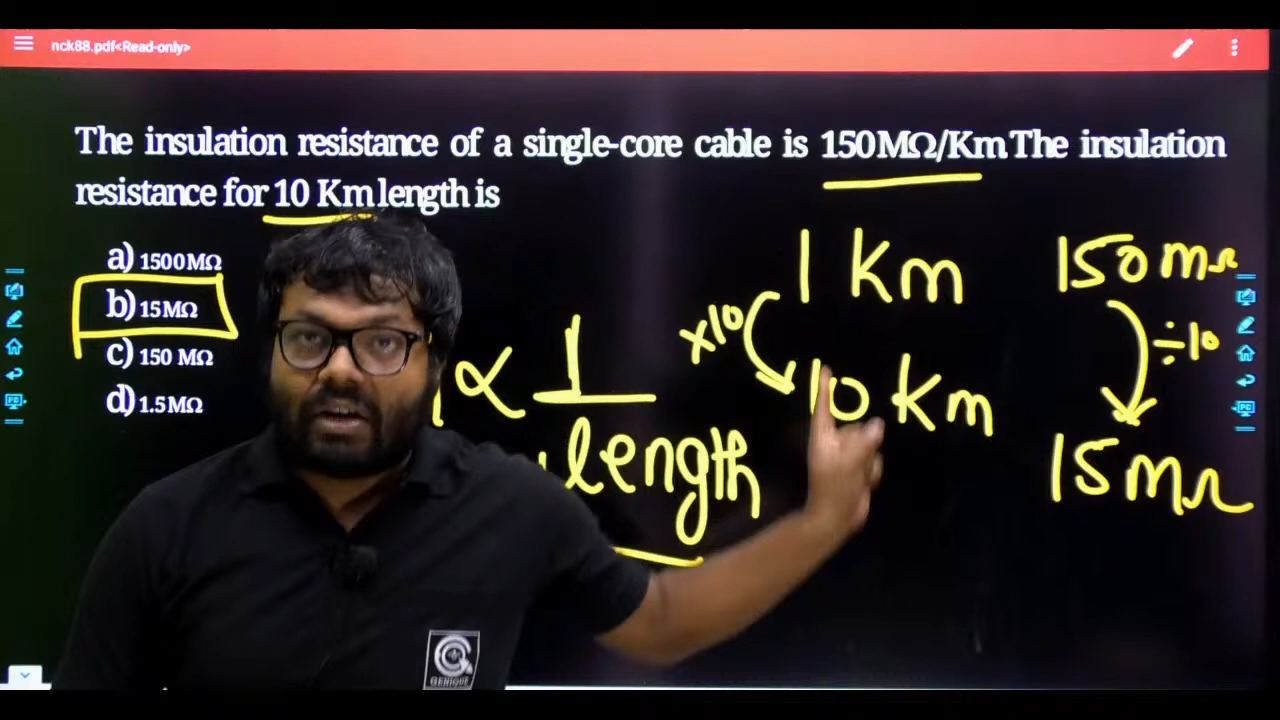 nck88.pdf<Read-only>
The insulation resistance of a single-core cable is 150MΩ/Km.The insulation
resistance for 10 Km length is
a) 1500MΩ
b) 15MΩ
c) 150 MΩ
d) 1.5MΩ
∝ 1
length
1 Km
×10
10 Km
150 MΩ
÷10
15 MΩ
GENIQUE